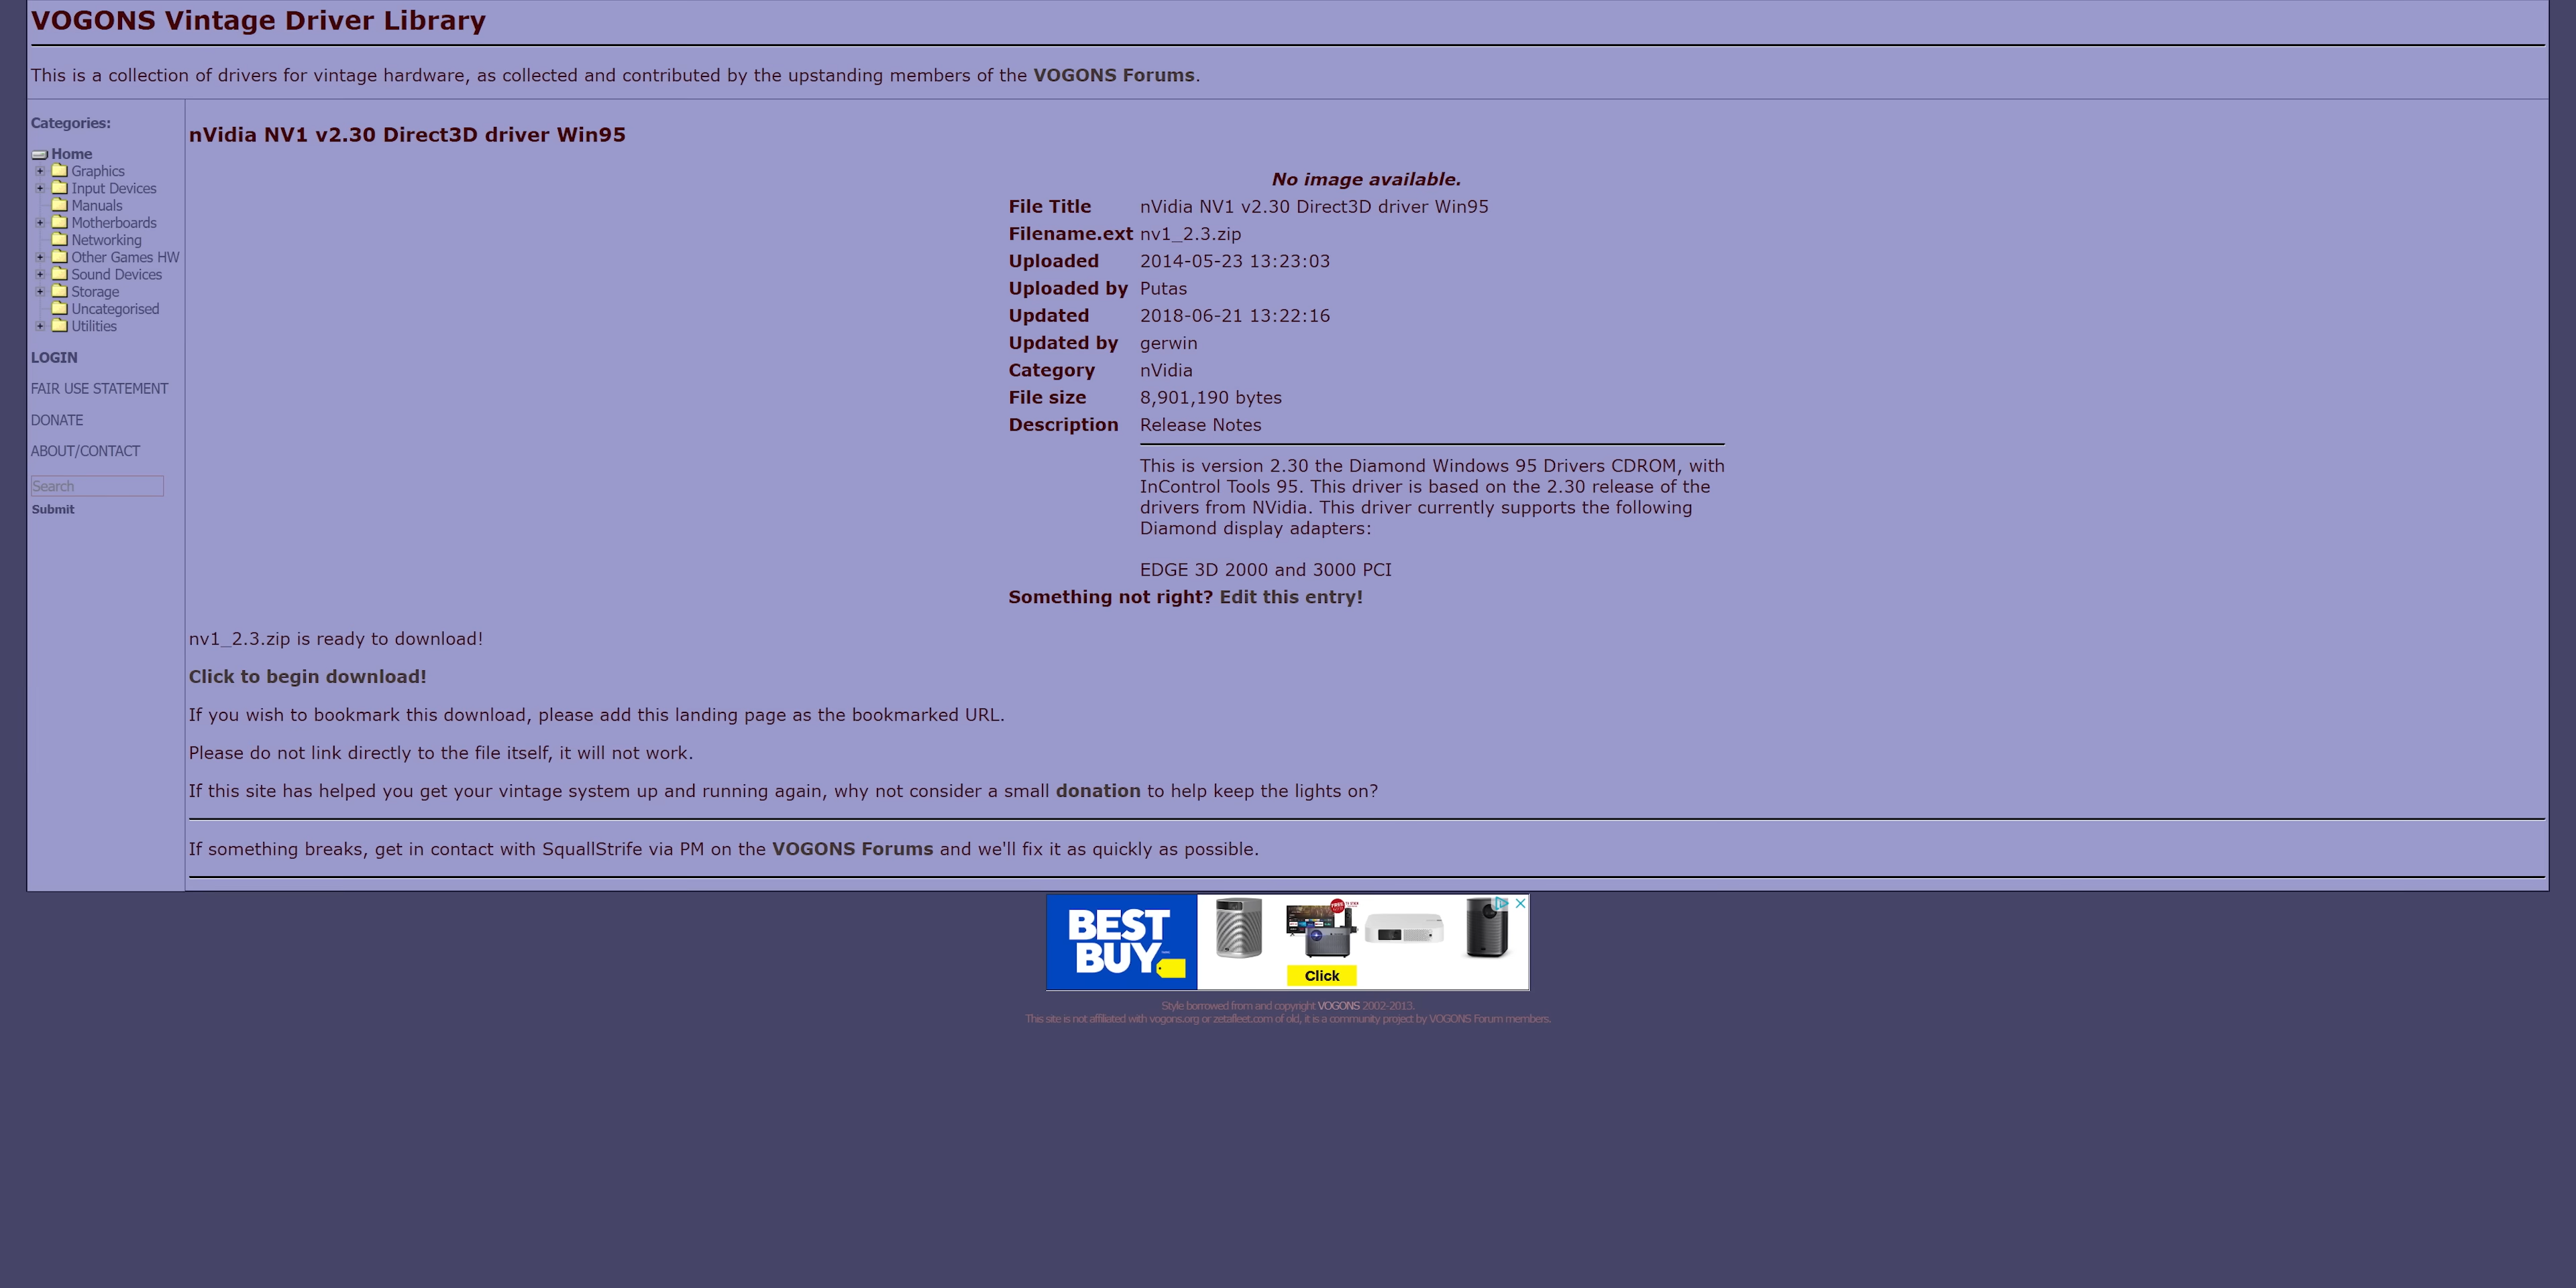 VOGONS Vintage Driver Library
This is a collection of drivers for vintage hardware, as collected and contributed by the upstanding members of the VOGONS Forums.
Categories:
Home
Graphics
Input Devices
Manuals
Motherboards
Networking
Other Games HW
Sound Devices
Storage
Uncategorised
Utilities
LOGIN
FAIR USE STATEMENT
DONATE
ABOUT/CONTACT
Search
Submit
nVidia NV1 v2.30 Direct3D driver Win95
No image available.
File Title nVidia NV1 v2.30 Direct3D driver Win95
Filename.ext nv1_2.3.zip
Uploaded 2014-05-23 13:23:03
Uploaded by Putas
Updated 2018-06-21 13:22:16
Updated by gerwin
Category nVidia
File size 8,901,190 bytes
Description Release Notes
This is version 2.30 the Diamond Windows 95 Drivers CDROM, with
InControl Tools 95. This driver is based on the 2.30 release of the
drivers from NVidia. This driver currently supports the following
Diamond display adapters:
EDGE 3D 2000 and 3000 PCI
Something not right? Edit this entry!
nv1_2.3.zip is ready to download!
Click to begin download!
If you wish to bookmark this download, please add this landing page as the bookmarked URL.
Please do not link directly to the file itself, it will not work.
If this site has helped you get your vintage system up and running again, why not consider a small donation to help keep the lights on?
If something breaks, get in contact with SquallStrife via PM on the VOGONS Forums and we'll fix it as quickly as possible.
BEST
BUY
Click
Style borrowed from and copyright VOGONS 2002-2013.
This site is not affiliated with vogons.org or zetafleet.com of old, it is a community project by VOGONS Forum members.